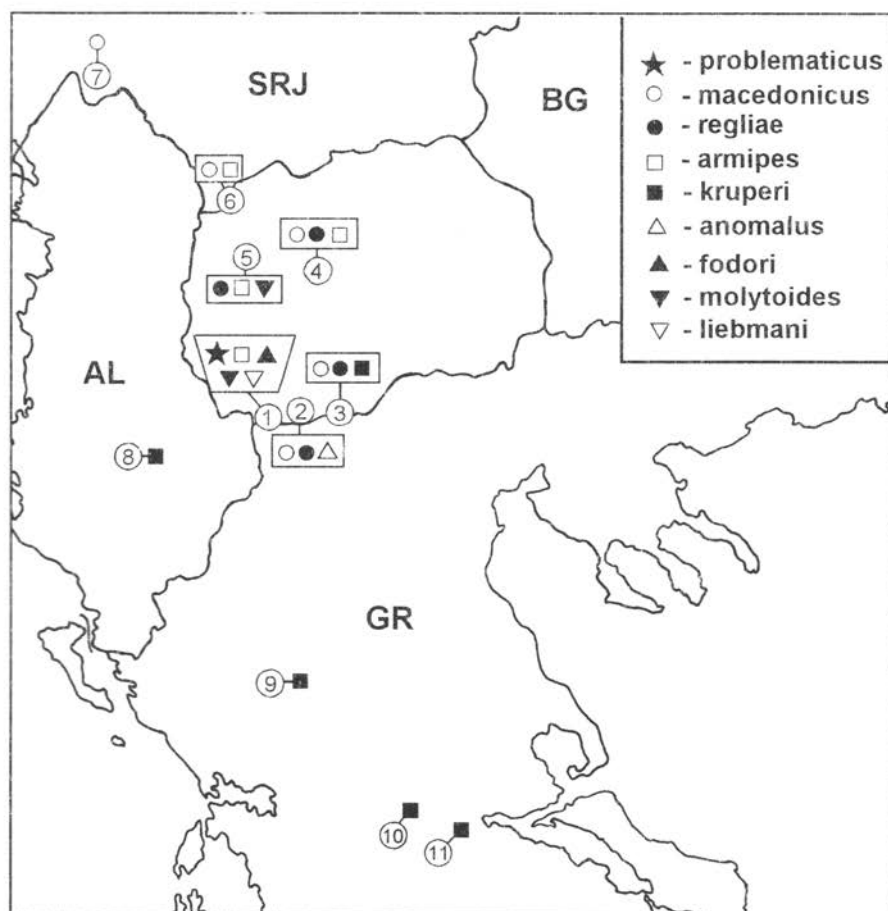 7
SRJ
BG
★ - problematicus
○ - macedonicus
● - regliae
□ - armipes
■ - kruperi
△ - anomalus
▲ - fodori
▼ - molytoides
▽ - liebmani
6
5
4
AL
1
2
3
8
GR
9
10
11